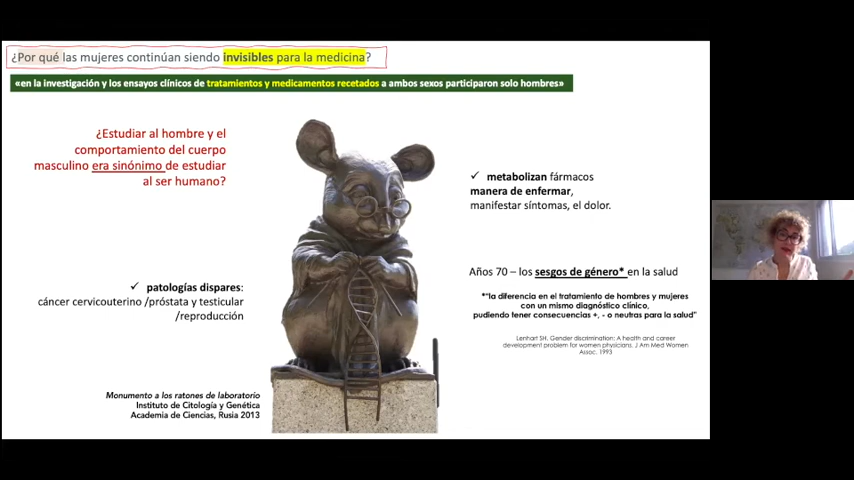 ¿Por qué las mujeres continúan siendo invisibles para la medicina?
«en la investigación y los ensayos clínicos de tratamientos y medicamentos recetados a ambos sexos participaron solo hombres»
¿Estudiar al hombre y el
comportamiento del cuerpo
masculino era sinónimo de estudiar
al ser humano?
✓ metabolizan fármacos
manera de enfermar,
manifestar síntomas, el dolor.
✓ patologías dispares:
cáncer cervicouterino /próstata y testicular
/reproducción
Años 70 – los sesgos de género* en la salud
*"la diferencia en el tratamiento de hombres y mujeres
con un mismo diagnóstico clínico,
pudiendo tener consecuencias +, - o neutras para la salud"
Lenhart SH. Gender discrimination: A health and career
development problem for women physicians. J Am Med Women
Assoc. 1993
Monumento a los ratones de laboratorio
Instituto de Citología y Genética
Academia de Ciencias, Rusia 2013